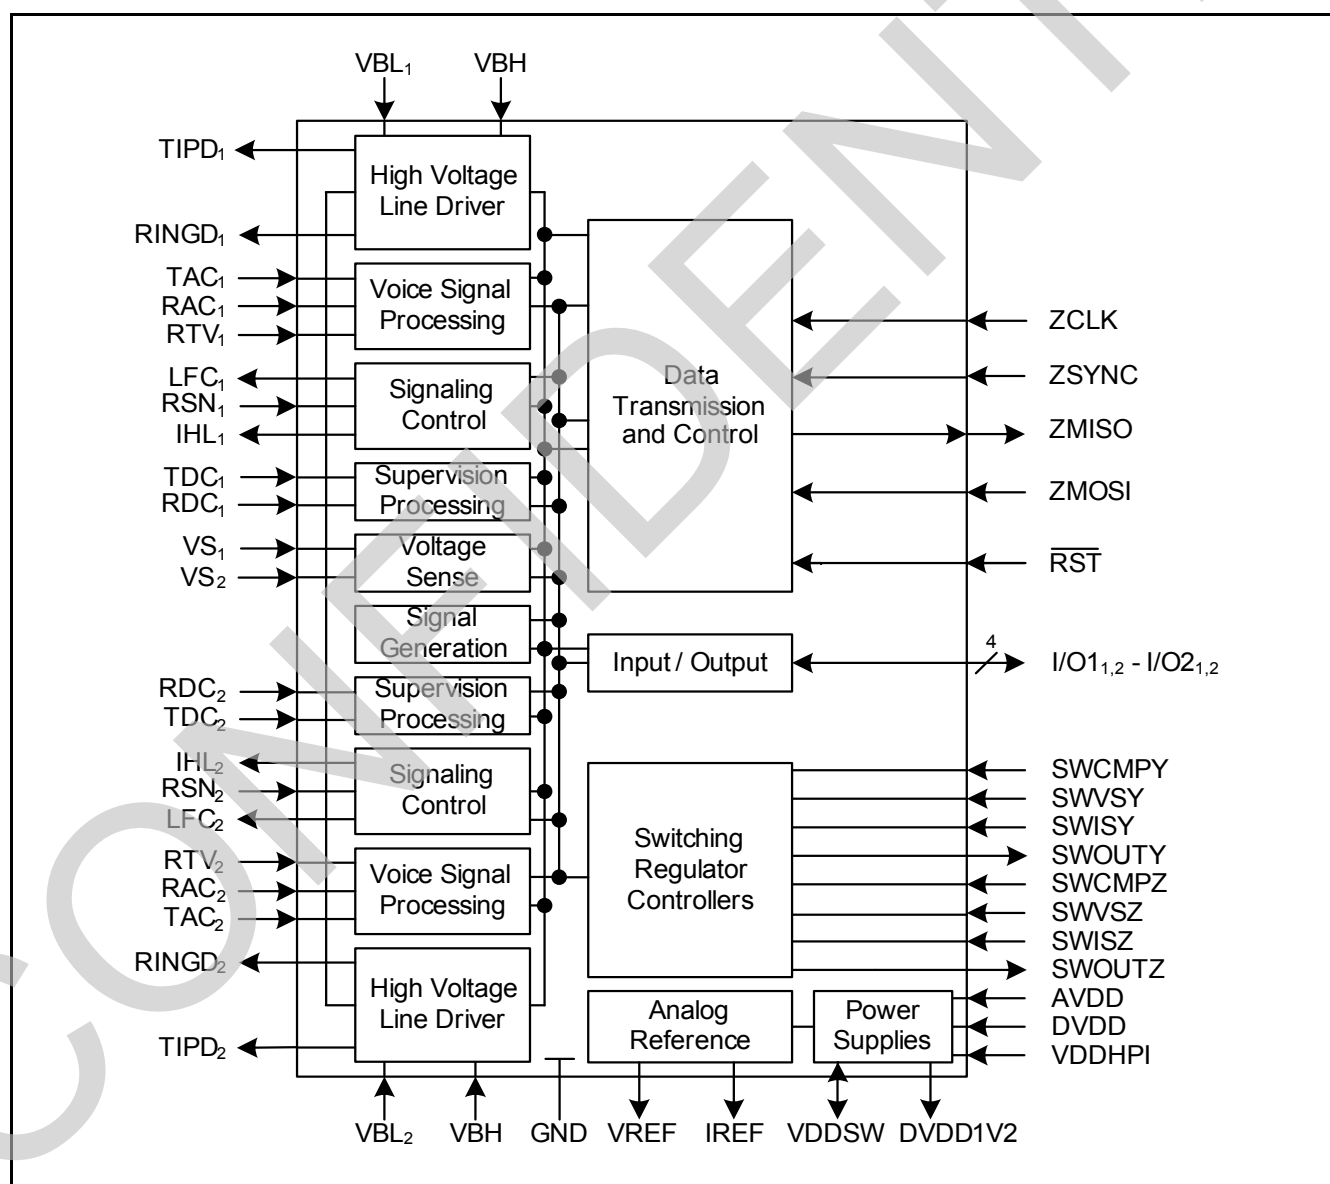 VBL₁ VBH
TIPD₁
High Voltage
Line Driver
RINGD₁
TAC₁
RAC₁
RTV₁
Voice Signal
Processing
LFC₁
RSN₁
IHL₁
Signaling
Control
TDC₁
RDC₁
Supervision
Processing
VS₁
VS₂
Voltage
Sense
Signal
Generation
RDC₂
TDC₂
Supervision
Processing
IHL₂
RSN₂
LFC₂
Signaling
Control
RTV₂
RAC₂
TAC₂
Voice Signal
Processing
RINGD₂
High Voltage
Line Driver
TIPD₂
Data
Transmission
and Control
ZCLK
ZSYNC
ZMISO
ZMOSI
R̅S̅T̅
Input / Output
4
I/O1₁,₂ - I/O2₁,₂
Switching
Regulator
Controllers
SWCMPY
SWVSY
SWISY
SWOUTY
SWCMPZ
SWVSZ
SWISZ
SWOUTZ
Analog
Reference
Power
Supplies
AVDD
DVDD
VDDHPI
VBL₂ VBH GND VREF IREF VDDSW DVDD1V2
CONFIDENT